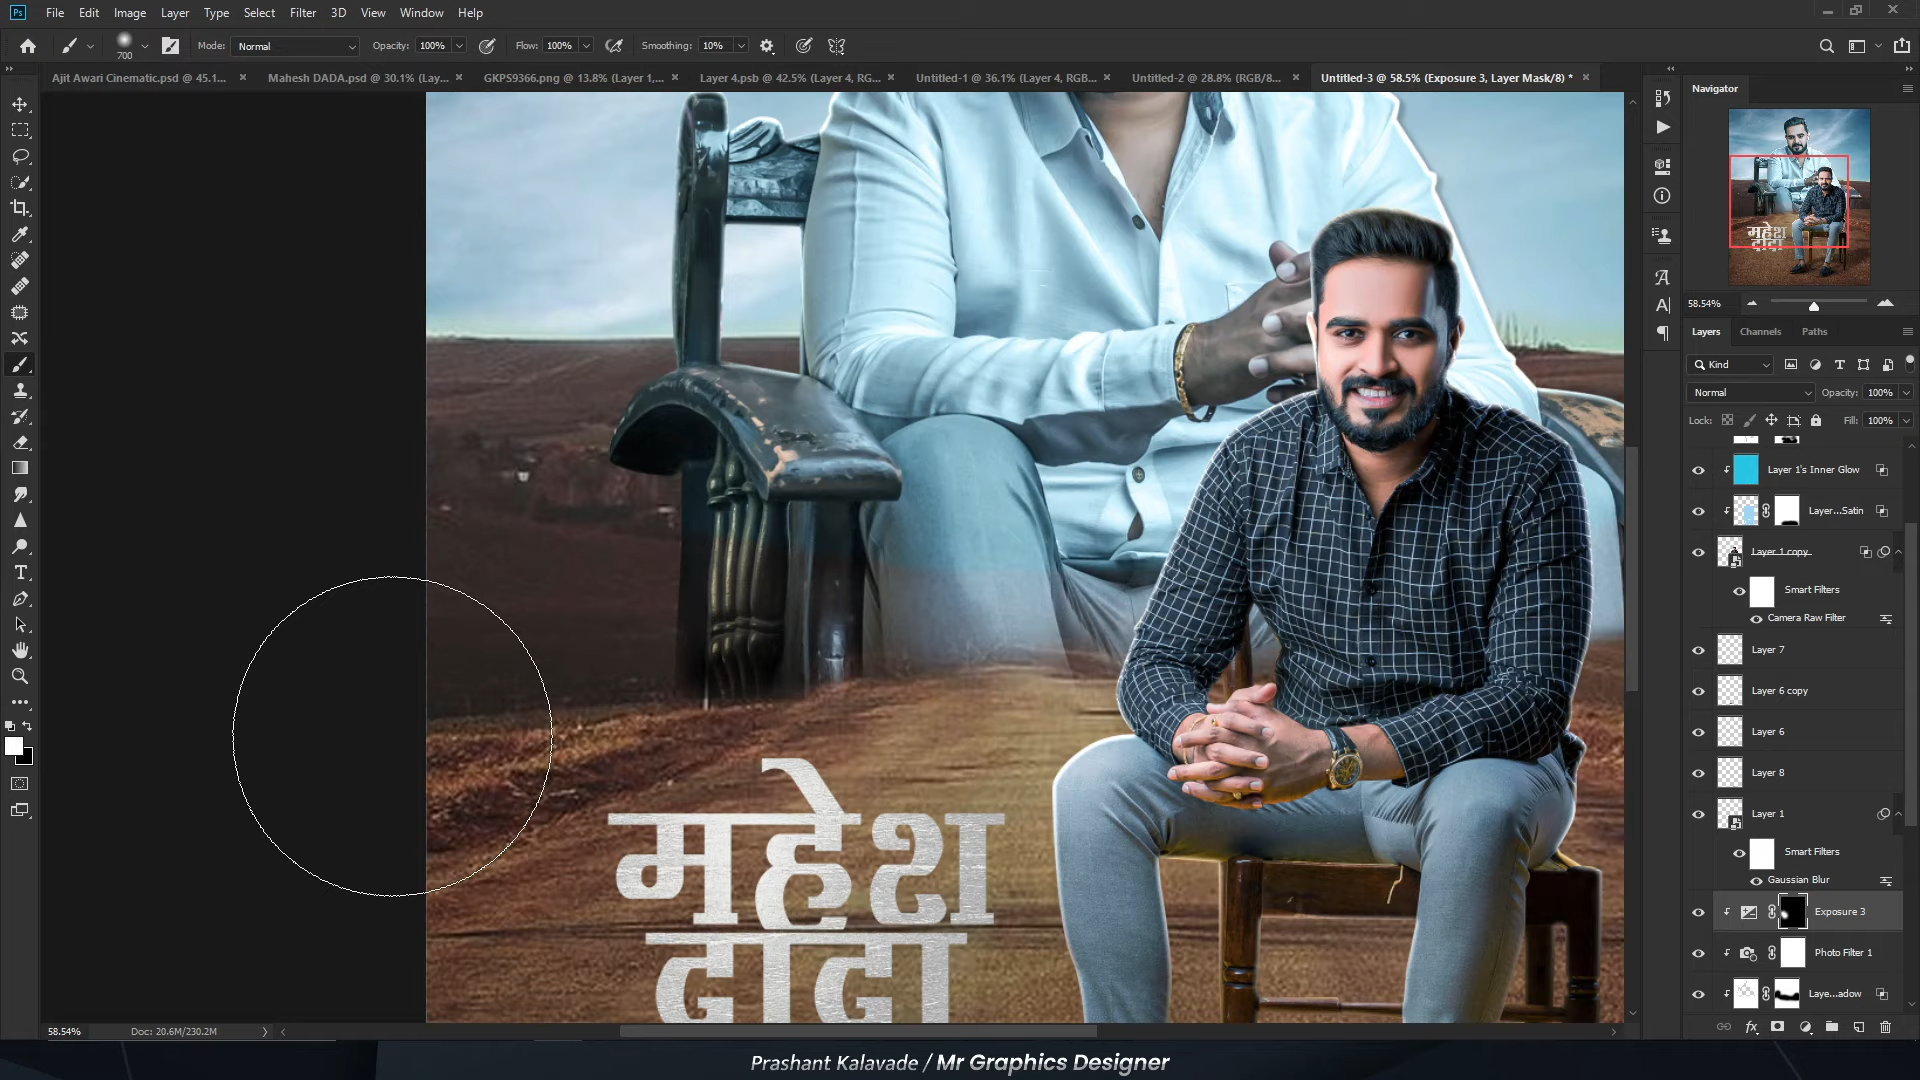 Ps File Edit Image Layer Type Select Filter 3D View Window Help
700 Mode: Normal Opacity: 100% Flow: 100% Smoothing: 10%
Ajit Awari Cinematic.psd @ 45.1... Mahesh DADA.psd @ 30.1% (Lay... GKPS9366.png @ 13.8% (Layer 1,... Layer 4.psb @ 42.5% (Layer 4, RG... Untitled-1 @ 36.1% (Layer 4, RGB... Untitled-2 @ 28.8% (RGB/8... Untitled-3 @ 58.5% (Exposure 3, Layer Mask/8) *
Navigator
58.54%
Layers Channels Paths
Kind
Normal Opacity: 100%
Lock: Fill: 100%
Layer 1's Inner Glow
Layer...Satin
Layer 1 copy
Smart Filters
Camera Raw Filter
Layer 7
Layer 6 copy
Layer 6
Layer 8
Layer 1
Smart Filters
Gaussian Blur
Exposure 3
Photo Filter 1
Laye...adow
महेश
दादा
58.54% Doc: 20.6M/230.2M
Prashant Kalavade / Mr Graphics Designer